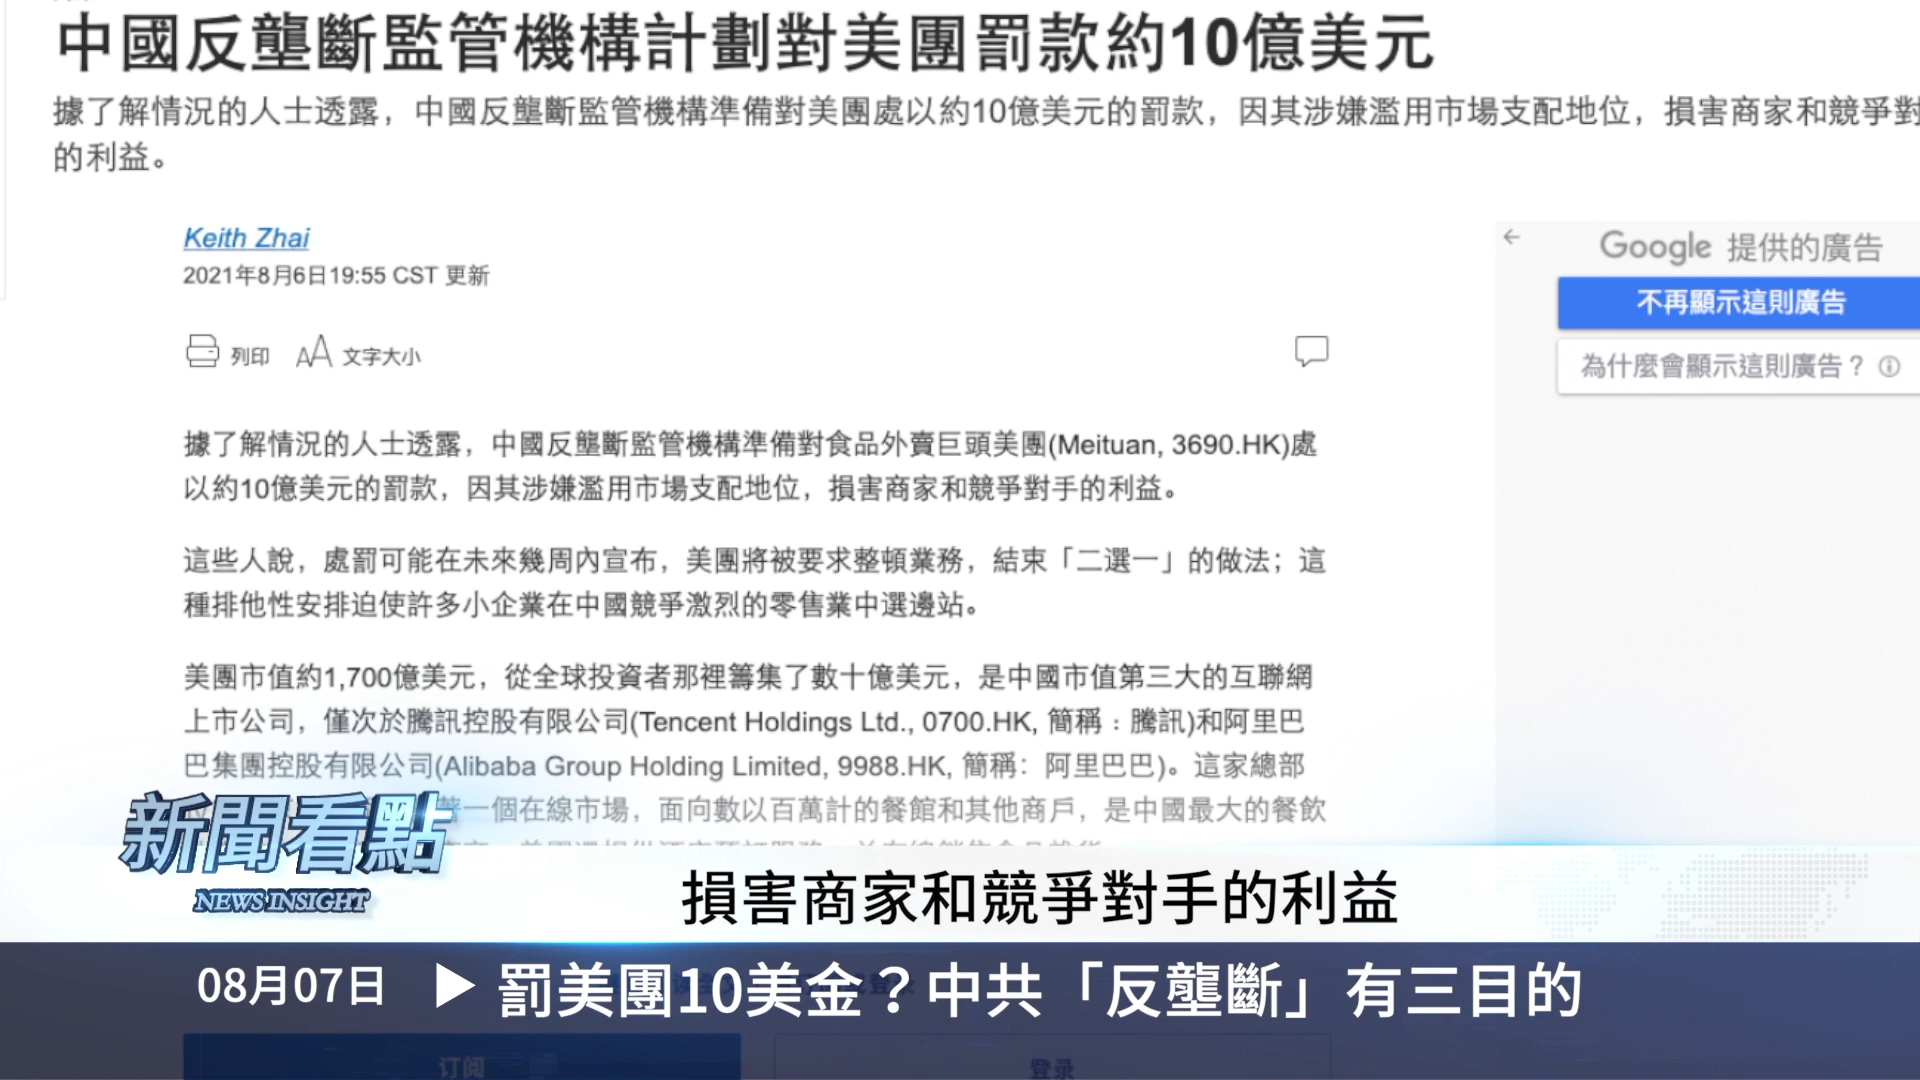 中國反壟斷監管機構計劃對美團罰款約10億美元
據了解情況的人士透露，中國反壟斷監管機構準備對美團處以約10億美元的罰款，因其涉嫌濫用市場支配地位，損害商家和競爭對
的利益。
Keith Zhai
2021年8月6日19:55 CST 更新
列印 AA 文字大小
Google 提供的廣告
不再顯示這則廣告
為什麼會顯示這則廣告？
據了解情況的人士透露，中國反壟斷監管機構準備對食品外賣巨頭美團(Meituan, 3690.HK)處
以約10億美元的罰款，因其涉嫌濫用市場支配地位，損害商家和競爭對手的利益。
這些人說，處罰可能在未來幾周內宣布，美團將被要求整頓業務，結束「二選一」的做法；這
種排他性安排迫使許多小企業在中國競爭激烈的零售業中選邊站。
美團市值約1,700億美元，從全球投資者那裡籌集了數十億美元，是中國市值第三大的互聯網
上市公司，僅次於騰訊控股有限公司(Tencent Holdings Ltd., 0700.HK, 簡稱：騰訊)和阿里巴
巴集團控股有限公司(Alibaba Group Holding Limited, 9988.HK, 簡稱：阿里巴巴)。這家總部
一個在線市場，面向數以百萬計的餐館和其他商戶，是中國最大的餐飲
新聞看點
NEWS INSIGHT
損害商家和競爭對手的利益
08月07日 ▶ 罰美團10美金？中共「反壟斷」有三目的
订阅
登录